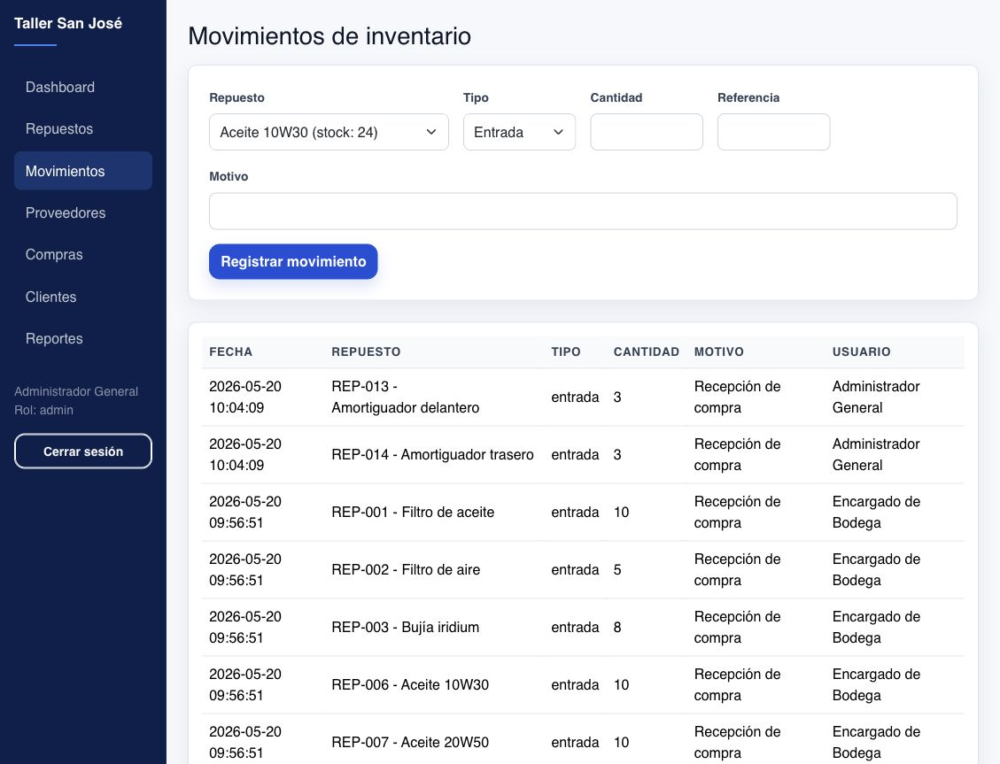 Taller San José
Dashboard
Repuestos
Movimientos
Proveedores
Compras
Clientes
Reportes
Administrador General
Rol: admin
Cerrar sesión
Movimientos de inventario
Repuesto Tipo Cantidad Referencia
Aceite 10W30 (stock: 24) Entrada
Motivo
Registrar movimiento
FECHA REPUESTO TIPO CANTIDAD MOTIVO USUARIO
2026-05-20 REP-013 - Recepción de Administrador
10:04:09 Amortiguador delantero entrada 3 compra General
2026-05-20 Recepción de Administrador
10:04:09 REP-014 - Amortiguador trasero entrada 3 compra General
2026-05-20 Recepción de Encargado de
09:56:51 REP-001 - Filtro de aceite entrada 10 compra Bodega
2026-05-20 Recepción de Encargado de
09:56:51 REP-002 - Filtro de aire entrada 5 compra Bodega
2026-05-20 Recepción de Encargado de
09:56:51 REP-003 - Bujía iridium entrada 8 compra Bodega
2026-05-20 Recepción de Encargado de
09:56:51 REP-006 - Aceite 10W30 entrada 10 compra Bodega
2026-05-20 Recepción de Encargado de
09:56:51 REP-007 - Aceite 20W50 entrada 10 compra Bodega